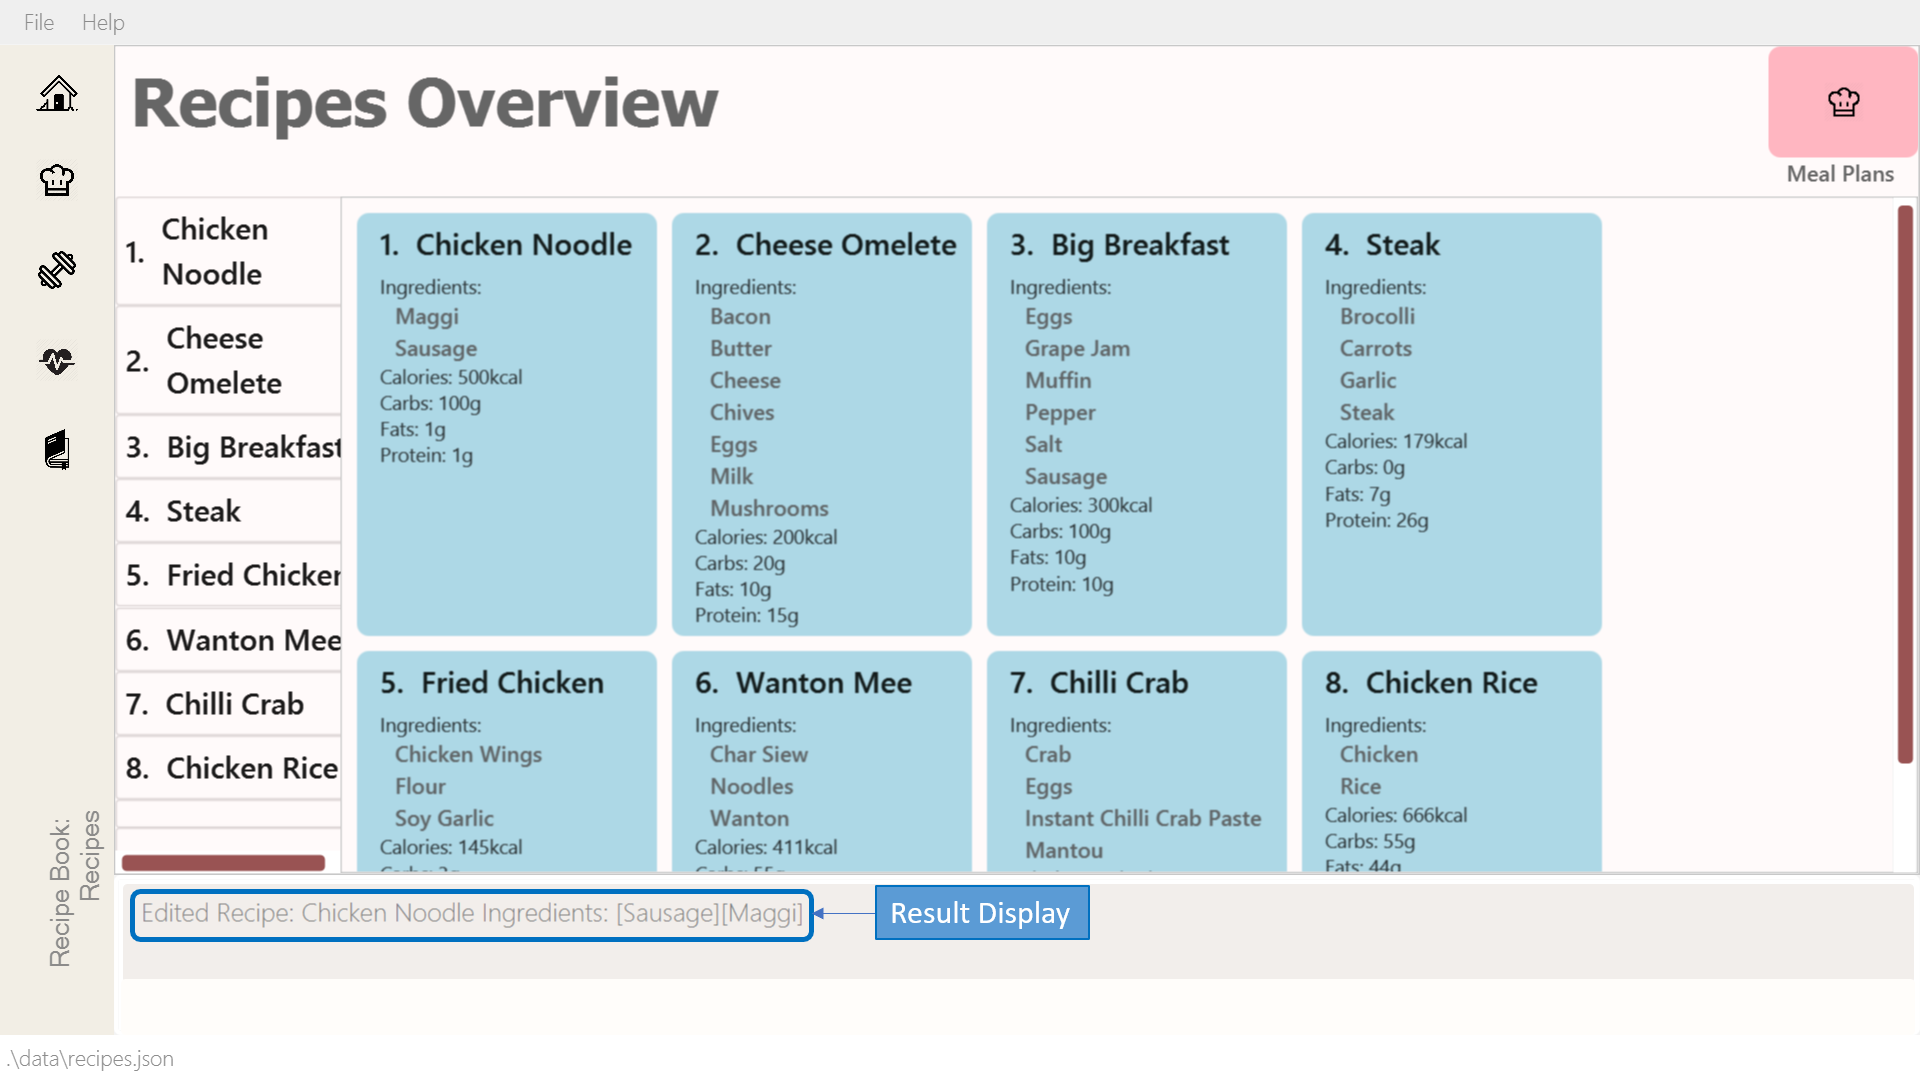 File Help
Recipes Overview
Meal Plans
1. Chicken
Noodle
2. Cheese
Omelete
3. Big Breakfast
4. Steak
5. Fried Chicken
6. Wanton Mee
7. Chilli Crab
8. Chicken Rice
1. Chicken Noodle
Ingredients:
Maggi
Sausage
Calories: 500kcal
Carbs: 100g
Fats: 1g
Protein: 1g
2. Cheese Omelete
Ingredients:
Bacon
Butter
Cheese
Chives
Eggs
Milk
Mushrooms
Calories: 200kcal
Carbs: 20g
Fats: 10g
Protein: 15g
3. Big Breakfast
Ingredients:
Eggs
Grape Jam
Muffin
Pepper
Salt
Sausage
Calories: 300kcal
Carbs: 100g
Fats: 10g
Protein: 10g
4. Steak
Ingredients:
Brocolli
Carrots
Garlic
Steak
Calories: 179kcal
Carbs: 0g
Fats: 7g
Protein: 26g
5. Fried Chicken
Ingredients:
Chicken Wings
Flour
Soy Garlic
Calories: 145kcal
6. Wanton Mee
Ingredients:
Char Siew
Noodles
Wanton
Calories: 411kcal
7. Chilli Crab
Ingredients:
Crab
Eggs
Instant Chilli Crab Paste
Mantou
8. Chicken Rice
Ingredients:
Chicken
Rice
Calories: 666kcal
Carbs: 55g
Fats: 44g
Recipe Book:
Recipes
Edited Recipe: Chicken Noodle Ingredients: [Sausage][Maggi]
Result Display
.\data\recipes.json